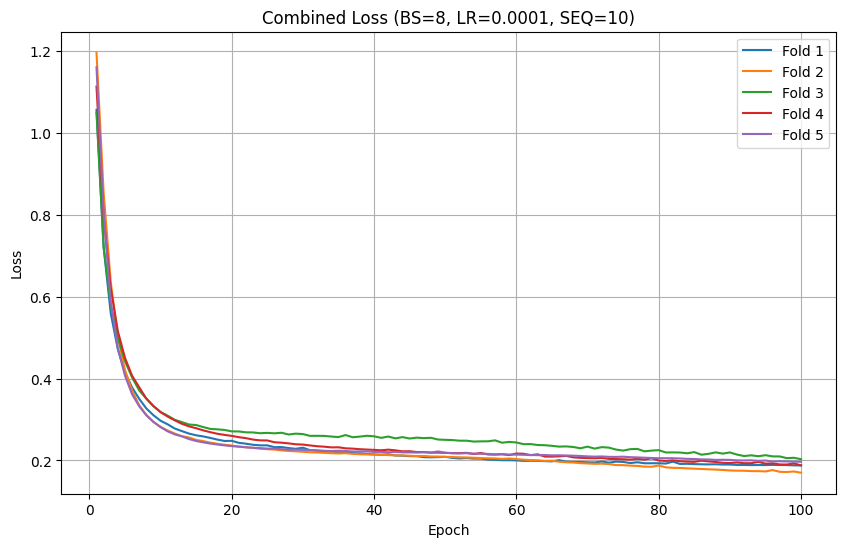 Combined Loss (BS=8, LR=0.0001, SEQ=10)
Fold 1
Fold 2
Fold 3
Fold 4
Fold 5
1.2
1.0
0.8
0.6
0.4
0.2
Loss
0 20 40 60 80 100
Epoch